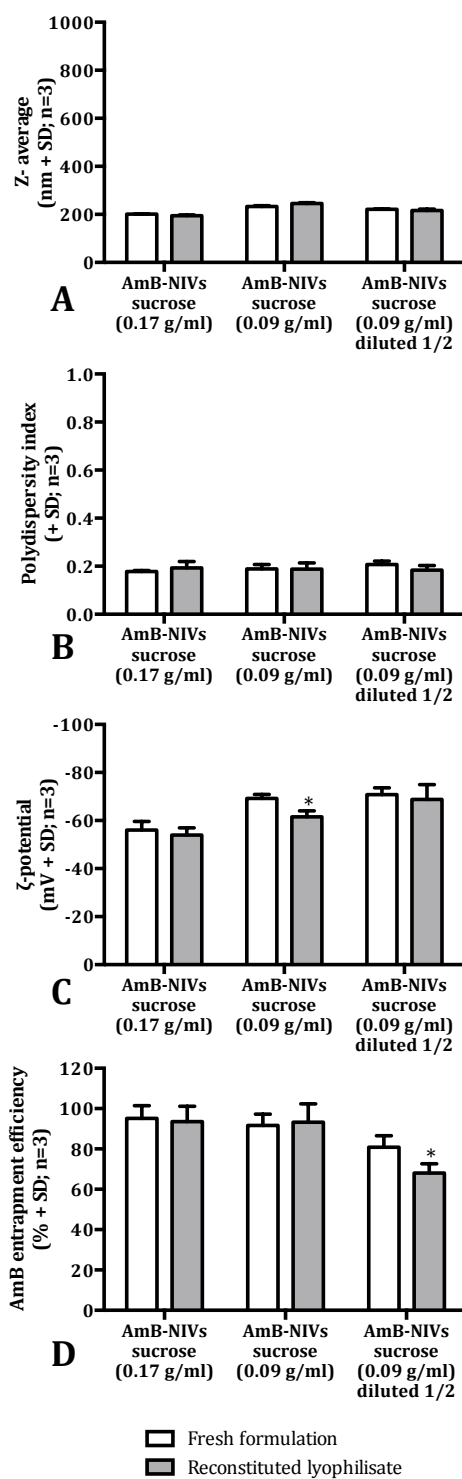 Z- average
(nm + SD; n=3)
1000
800
600
400
200
0
A
AmB-NIVs
sucrose
(0.17 g/ml)
AmB-NIVs
sucrose
(0.09 g/ml)
AmB-NIVs
sucrose
(0.09 g/ml)
diluted 1/2
Polydispersity index
(+ SD; n=3)
1.0
0.8
0.6
0.4
0.2
0.0
B
AmB-NIVs
sucrose
(0.17 g/ml)
AmB-NIVs
sucrose
(0.09 g/ml)
AmB-NIVs
sucrose
(0.09 g/ml)
diluted 1/2
ζ-potential
(mV + SD; n=3)
-100
-80
-60
-40
-20
0
*
C
AmB-NIVs
sucrose
(0.17 g/ml)
AmB-NIVs
sucrose
(0.09 g/ml)
AmB-NIVs
sucrose
(0.09 g/ml)
diluted 1/2
AmB entrapment efficiency
(% + SD; n=3)
120
100
80
60
40
20
0
*
D
AmB-NIVs
sucrose
(0.17 g/ml)
AmB-NIVs
sucrose
(0.09 g/ml)
AmB-NIVs
sucrose
(0.09 g/ml)
diluted 1/2
Fresh formulation
Reconstituted lyophilisate